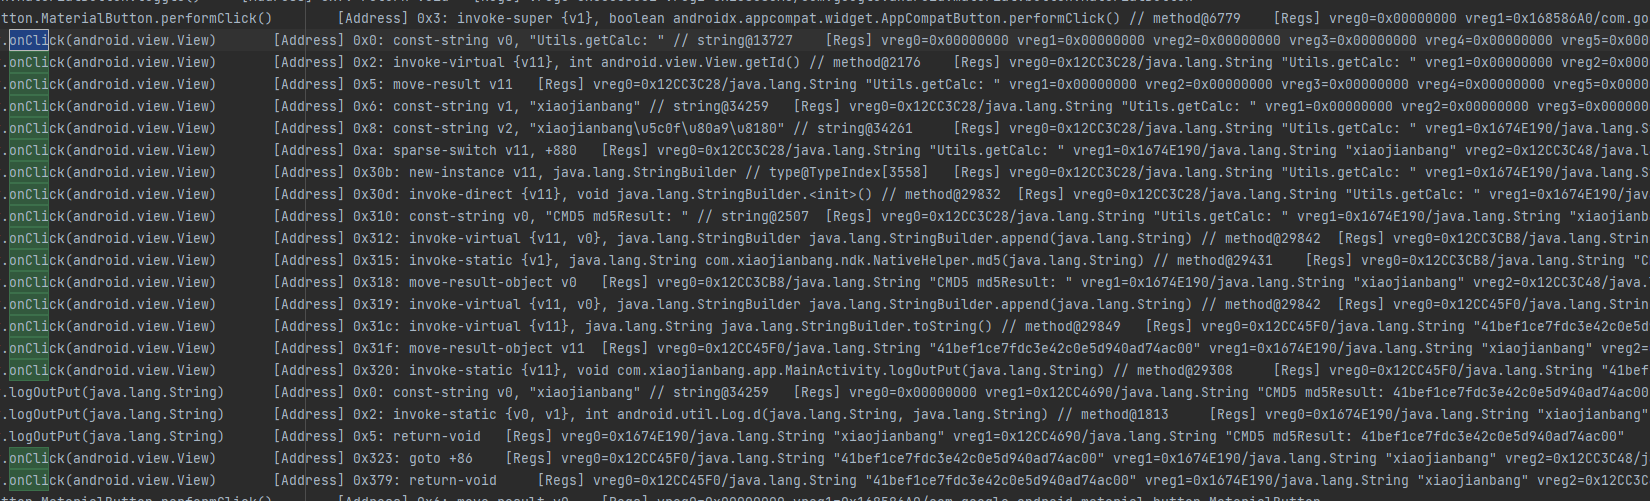 tton.MaterialButton.performClick() [Address] 0x3: invoke-super {v1}, boolean androidx.appcompat.widget.AppCompatButton.performClick() // method@6779 [Regs] vreg0=0x00000000 vreg1=0x168586A0/com.goo
.onClick(android.view.View) [Address] 0x0: const-string v0, "Utils.getCalc: " // string@13727 [Regs] vreg0=0x00000000 vreg1=0x00000000 vreg2=0x00000000 vreg3=0x00000000 vreg4=0x00000000 vreg5=0x000
.onClick(android.view.View) [Address] 0x2: invoke-virtual {v11}, int android.view.View.getId() // method@2176 [Regs] vreg0=0x12CC3C28/java.lang.String "Utils.getCalc: " vreg1=0x00000000 vreg2=0x000
.onClick(android.view.View) [Address] 0x5: move-result v11 [Regs] vreg0=0x12CC3C28/java.lang.String "Utils.getCalc: " vreg1=0x00000000 vreg2=0x00000000 vreg3=0x00000000 vreg4=0x00000000 vreg5=0x000
.onClick(android.view.View) [Address] 0x6: const-string v1, "xiaojianbang" // string@34259 [Regs] vreg0=0x12CC3C28/java.lang.String "Utils.getCalc: " vreg1=0x00000000 vreg2=0x00000000 vreg3=0x000000
.onClick(android.view.View) [Address] 0x8: const-string v2, "xiaojianbang\u5c0f\u80a9\u8180" // string@34261 [Regs] vreg0=0x12CC3C28/java.lang.String "Utils.getCalc: " vreg1=0x1674E190/java.lang.S
.onClick(android.view.View) [Address] 0xa: sparse-switch v11, +880 [Regs] vreg0=0x12CC3C28/java.lang.String "Utils.getCalc: " vreg1=0x1674E190/java.lang.String "xiaojianbang" vreg2=0x12CC3C48/java.l
.onClick(android.view.View) [Address] 0x30b: new-instance v11, java.lang.StringBuilder // type@TypeIndex[3558] [Regs] vreg0=0x12CC3C28/java.lang.String "Utils.getCalc: " vreg1=0x1674E190/java.lang.
.onClick(android.view.View) [Address] 0x30d: invoke-direct {v11}, void java.lang.StringBuilder.<init>() // method@29832 [Regs] vreg0=0x12CC3C28/java.lang.String "Utils.getCalc: " vreg1=0x1674E190/jav
.onClick(android.view.View) [Address] 0x310: const-string v0, "CMD5 md5Result: " // string@2507 [Regs] vreg0=0x12CC3C28/java.lang.String "Utils.getCalc: " vreg1=0x1674E190/java.lang.String "xiaojianb
.onClick(android.view.View) [Address] 0x312: invoke-virtual {v11, v0}, java.lang.StringBuilder java.lang.StringBuilder.append(java.lang.String) // method@29842 [Regs] vreg0=0x12CC3CB8/java.lang.Strin
.onClick(android.view.View) [Address] 0x315: invoke-static {v1}, java.lang.String com.xiaojianbang.ndk.NativeHelper.md5(java.lang.String) // method@29431 [Regs] vreg0=0x12CC3CB8/java.lang.String "C
.onClick(android.view.View) [Address] 0x318: move-result-object v0 [Regs] vreg0=0x12CC3CB8/java.lang.String "CMD5 md5Result: " vreg1=0x1674E190/java.lang.String "xiaojianbang" vreg2=0x12CC3C48/java.
.onClick(android.view.View) [Address] 0x319: invoke-virtual {v11, v0}, java.lang.StringBuilder java.lang.StringBuilder.append(java.lang.String) // method@29842 [Regs] vreg0=0x12CC45F0/java.lang.Strin
.onClick(android.view.View) [Address] 0x31c: invoke-virtual {v11}, java.lang.String java.lang.StringBuilder.toString() // method@29849 [Regs] vreg0=0x12CC45F0/java.lang.String "41bef1ce7fdc3e42c0e5d
.onClick(android.view.View) [Address] 0x31f: move-result-object v11 [Regs] vreg0=0x12CC45F0/java.lang.String "41bef1ce7fdc3e42c0e5d940ad74ac00" vreg1=0x1674E190/java.lang.String "xiaojianbang" vreg2=
.onClick(android.view.View) [Address] 0x320: invoke-static {v11}, void com.xiaojianbang.app.MainActivity.logOutPut(java.lang.String) // method@29308 [Regs] vreg0=0x12CC45F0/java.lang.String "41bef
.logOutPut(java.lang.String) [Address] 0x0: const-string v0, "xiaojianbang" // string@34259 [Regs] vreg0=0x00000000 vreg1=0x12CC4690/java.lang.String "CMD5 md5Result: 41bef1ce7fdc3e42c0e5d940ad74ac00
.logOutPut(java.lang.String) [Address] 0x2: invoke-static {v0, v1}, int android.util.Log.d(java.lang.String, java.lang.String) // method@1813 [Regs] vreg0=0x1674E190/java.lang.String "xiaojianbang"
.logOutPut(java.lang.String) [Address] 0x5: return-void [Regs] vreg0=0x1674E190/java.lang.String "xiaojianbang" vreg1=0x12CC4690/java.lang.String "CMD5 md5Result: 41bef1ce7fdc3e42c0e5d940ad74ac00"
.onClick(android.view.View) [Address] 0x323: goto +86 [Regs] vreg0=0x12CC45F0/java.lang.String "41bef1ce7fdc3e42c0e5d940ad74ac00" vreg1=0x1674E190/java.lang.String "xiaojianbang" vreg2=0x12CC3C48/j
.onClick(android.view.View) [Address] 0x379: return-void [Regs] vreg0=0x12CC45F0/java.lang.String "41bef1ce7fdc3e42c0e5d940ad74ac00" vreg1=0x1674E190/java.lang.String "xiaojianbang" vreg2=0x12CC3C